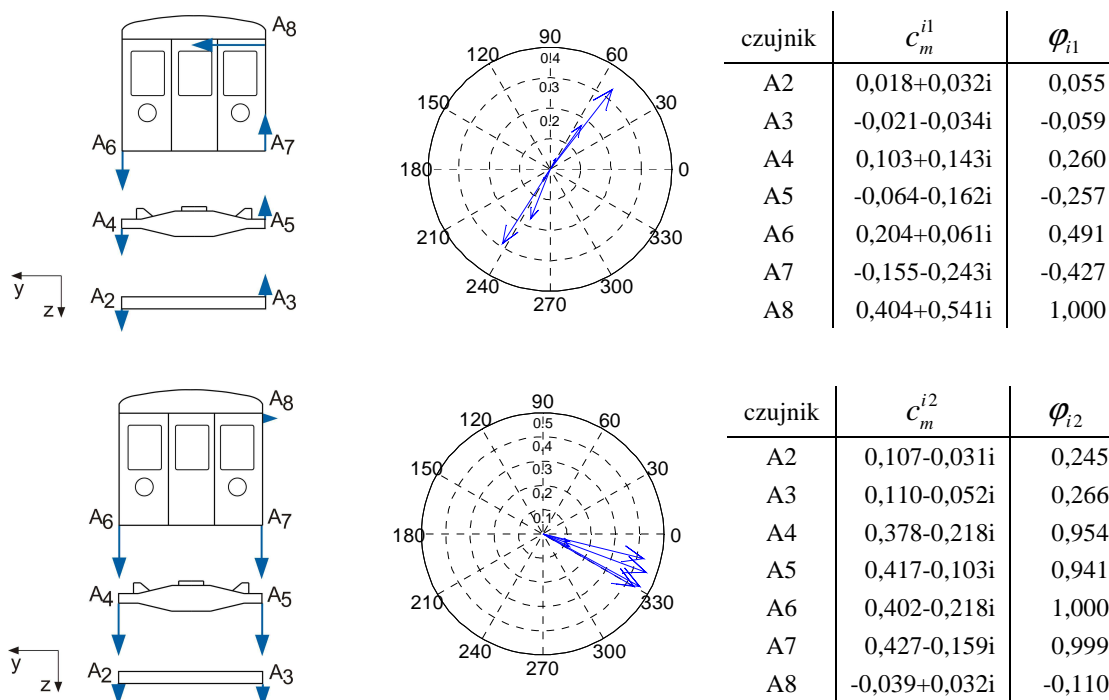 A8
A6 A7
A4 A5
y
z
A2 A3
90
120 60
0.4
0.3
150 30
0.2
180 0
210 330
240 300
270
czujnik c_m^{i1} φ_{i1}
A2 0,018+0,032i 0,055
A3 -0,021-0,034i -0,059
A4 0,103+0,143i 0,260
A5 -0,064-0,162i -0,257
A6 0,204+0,061i 0,491
A7 -0,155-0,243i -0,427
A8 0,404+0,541i 1,000
A8
A6 A7
A4 A5
y
z
A2 A3
90
120 60
0.5
0.4
150 30
0.3
0.2
0.1
180 0
210 330
240 300
270
czujnik c_m^{i2} φ_{i2}
A2 0,107-0,031i 0,245
A3 0,110-0,052i 0,266
A4 0,378-0,218i 0,954
A5 0,417-0,103i 0,941
A6 0,402-0,218i 1,000
A7 0,427-0,159i 0,999
A8 -0,039+0,032i -0,110